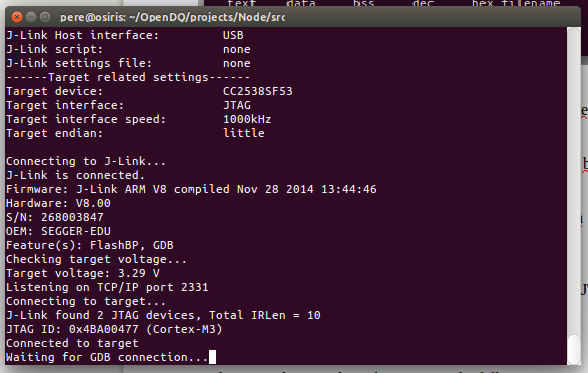 text data bss dec hex filename
pere@osiris: ~/OpenDQ/projects/Node/src
J-Link Host interface: USB
J-Link script: none
J-Link settings file: none
------Target related settings------
Target device: CC2538SF53
Target interface: JTAG
Target interface speed: 1000kHz
Target endian: little
Connecting to J-Link...
J-Link is connected.
Firmware: J-Link ARM V8 compiled Nov 28 2014 13:44:46
Hardware: V8.00
S/N: 268003847
OEM: SEGGER-EDU
Feature(s): FlashBP, GDB
Checking target voltage...
Target voltage: 3.29 V
Listening on TCP/IP port 2331
Connecting to target...
J-Link found 2 JTAG devices, Total IRLen = 10
JTAG ID: 0x4BA00477 (Cortex-M3)
Connected to target
Waiting for GDB connection...